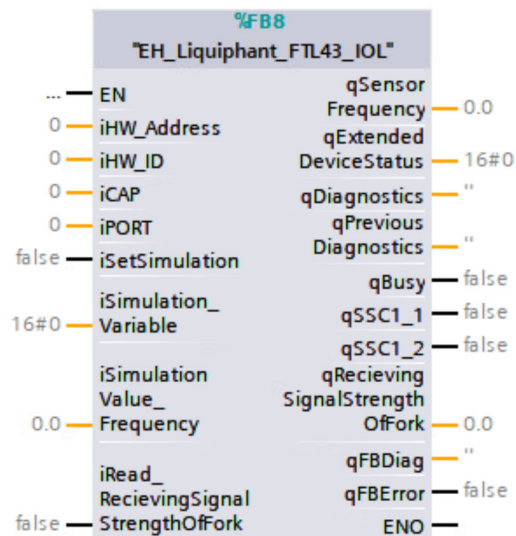 %FB8
"EH_Liquiphant_FTL43_IOL"
... EN
0 iHW_Address
0 iHW_ID
0 iCAP
0 iPORT
false iSetSimulation
iSimulation_
16#0 Variable
iSimulation
Value_
0.0 Frequency
iRead_
RecievingSignal
false StrengthOfFork
qSensor
Frequency 0.0
qExtended
DeviceStatus 16#0
qDiagnostics ''
qPrevious
Diagnostics ''
qBusy false
qSSC1_1 false
qSSC1_2 false
qRecieving
SignalStrength
OfFork 0.0
qFBDiag ''
qFBError false
ENO